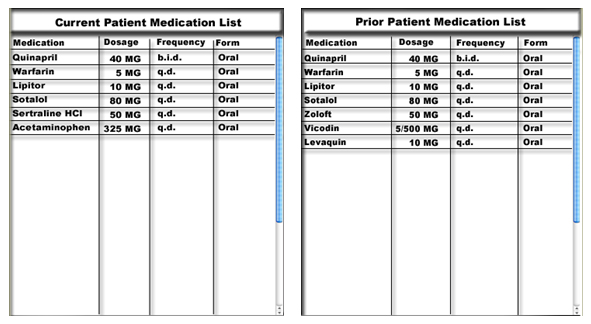 Current Patient Medication List
Medication Dosage Frequency Form
Quinapril 40 MG b.i.d. Oral
Warfarin 5 MG q.d. Oral
Lipitor 10 MG q.d. Oral
Sotalol 80 MG q.d. Oral
Sertraline HCl 50 MG q.d. Oral
Acetaminophen 325 MG q.d. Oral
Prior Patient Medication List
Medication Dosage Frequency Form
Quinapril 40 MG b.i.d. Oral
Warfarin 5 MG q.d. Oral
Lipitor 10 MG q.d. Oral
Sotalol 80 MG q.d. Oral
Zoloft 50 MG q.d. Oral
Vicodin 5/500 MG q.d. Oral
Levaquin 10 MG q.d. Oral